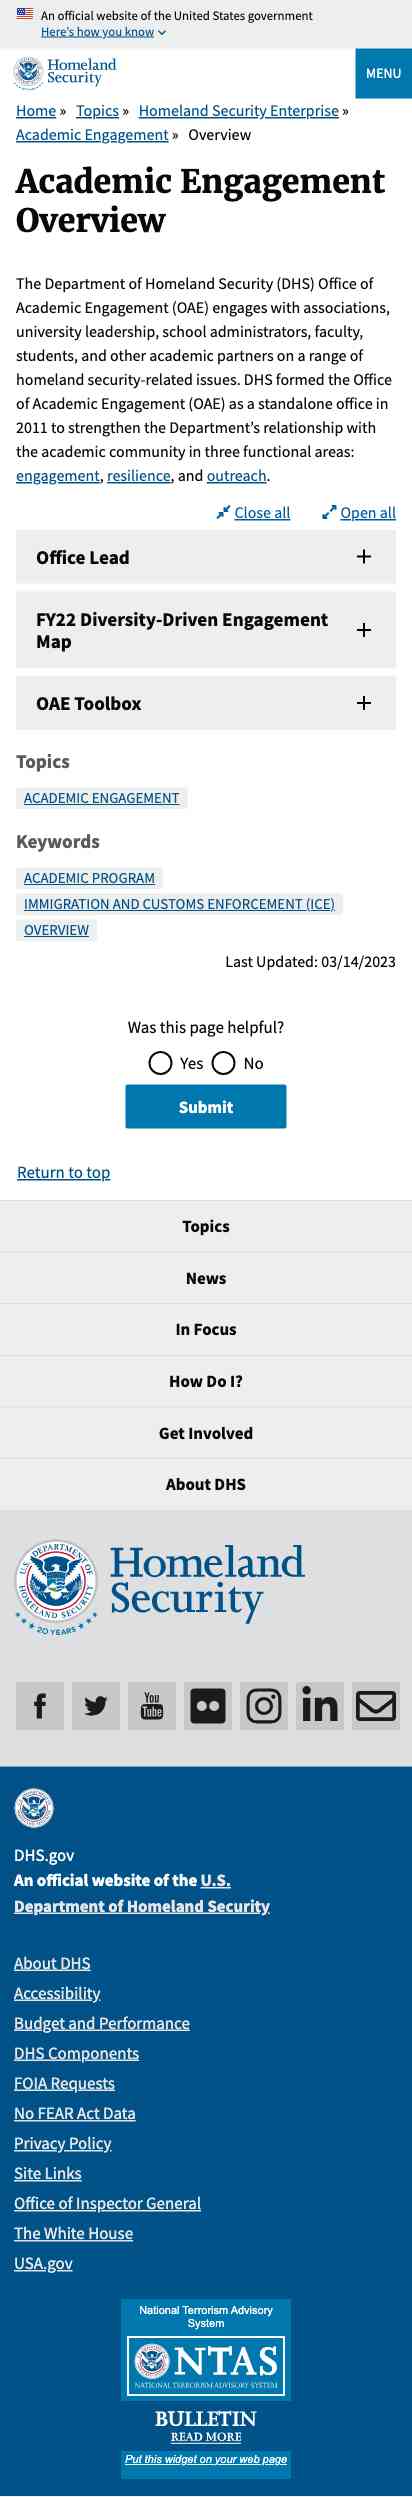 An official website of the United States government
Here's how you know
Homeland
Security
MENU
Home » Topics » Homeland Security Enterprise »
Academic Engagement » Overview
Academic Engagement
Overview
The Department of Homeland Security (DHS) Office of
Academic Engagement (OAE) engages with associations,
university leadership, school administrators, faculty,
students, and other academic partners on a range of
homeland security-related issues. DHS formed the Office
of Academic Engagement (OAE) as a standalone office in
2011 to strengthen the Department's relationship with
the academic community in three functional areas:
engagement, resilience, and outreach.
Close all Open all
Office Lead
FY22 Diversity-Driven Engagement
Map
OAE Toolbox
Topics
ACADEMIC ENGAGEMENT
Keywords
ACADEMIC PROGRAM
IMMIGRATION AND CUSTOMS ENFORCEMENT (ICE)
OVERVIEW
Last Updated: 03/14/2023
Was this page helpful?
Yes No
Submit
Return to top
Topics
News
In Focus
How Do I?
Get Involved
About DHS
U.S. DEPARTMENT OF
HOMELAND SECURITY
20 YEARS
Homeland
Security
You
Tube
in
DHS.gov
An official website of the U.S.
Department of Homeland Security
About DHS
Accessibility
Budget and Performance
DHS Components
FOIA Requests
No FEAR Act Data
Privacy Policy
Site Links
Office of Inspector General
The White House
USA.gov
National Terrorism Advisory
System
NTAS
NATIONAL TERRORISM ADVISORY SYSTEM
BULLETIN
READ MORE
Put this widget on your web page